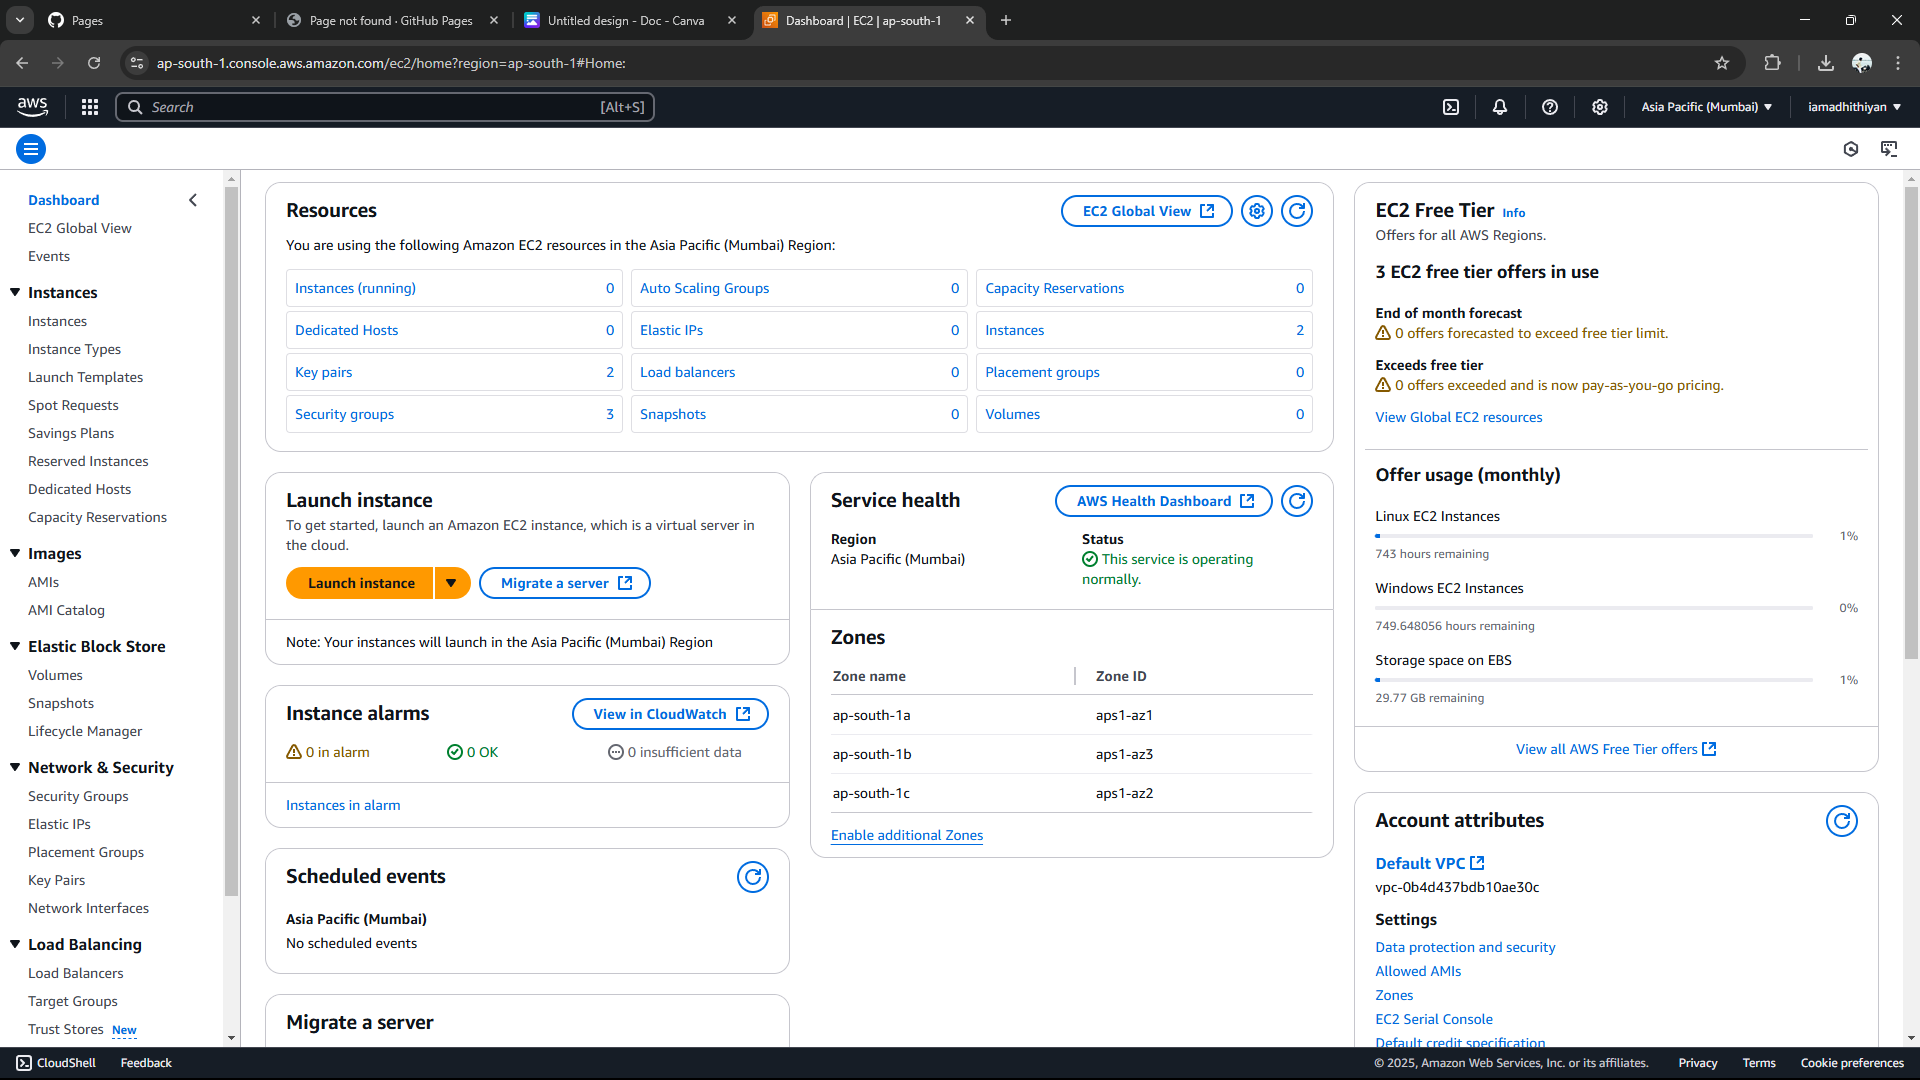 Pages
Page not found · GitHub Pages
Untitled design - Doc - Canva
Dashboard | EC2 | ap-south-1
ap-south-1.console.aws.amazon.com/ec2/home?region=ap-south-1#Home:
aws
Search
[Alt+S]
Asia Pacific (Mumbai)
iamadhithiyan
Dashboard
EC2 Global View
Events
Instances
Instances
Instance Types
Launch Templates
Spot Requests
Savings Plans
Reserved Instances
Dedicated Hosts
Capacity Reservations
Images
AMIs
AMI Catalog
Elastic Block Store
Volumes
Snapshots
Lifecycle Manager
Network & Security
Security Groups
Elastic IPs
Placement Groups
Key Pairs
Network Interfaces
Load Balancing
Load Balancers
Target Groups
Trust Stores New
Resources
EC2 Global View
You are using the following Amazon EC2 resources in the Asia Pacific (Mumbai) Region:
Instances (running) 0
Auto Scaling Groups 0
Capacity Reservations 0
Dedicated Hosts 0
Elastic IPs 0
Instances 2
Key pairs 2
Load balancers 0
Placement groups 0
Security groups 3
Snapshots 0
Volumes 0
Launch instance
To get started, launch an Amazon EC2 instance, which is a virtual server in
the cloud.
Launch instance
Migrate a server
Note: Your instances will launch in the Asia Pacific (Mumbai) Region
Instance alarms
View in CloudWatch
0 in alarm
0 OK
0 insufficient data
Instances in alarm
Scheduled events
Asia Pacific (Mumbai)
No scheduled events
Migrate a server
Service health
AWS Health Dashboard
Region
Asia Pacific (Mumbai)
Status
This service is operating
normally.
Zones
Zone name Zone ID
ap-south-1a aps1-az1
ap-south-1b aps1-az3
ap-south-1c aps1-az2
Enable additional Zones
EC2 Free Tier Info
Offers for all AWS Regions.
3 EC2 free tier offers in use
End of month forecast
0 offers forecasted to exceed free tier limit.
Exceeds free tier
0 offers exceeded and is now pay-as-you-go pricing.
View Global EC2 resources
Offer usage (monthly)
Linux EC2 Instances
1%
743 hours remaining
Windows EC2 Instances
0%
749.648056 hours remaining
Storage space on EBS
1%
29.77 GB remaining
View all AWS Free Tier offers
Account attributes
Default VPC
vpc-0b4d437bdb10ae30c
Settings
Data protection and security
Allowed AMIs
Zones
EC2 Serial Console
Default credit specification
CloudShell
Feedback
© 2025, Amazon Web Services, Inc. or its affiliates.
Privacy
Terms
Cookie preferences